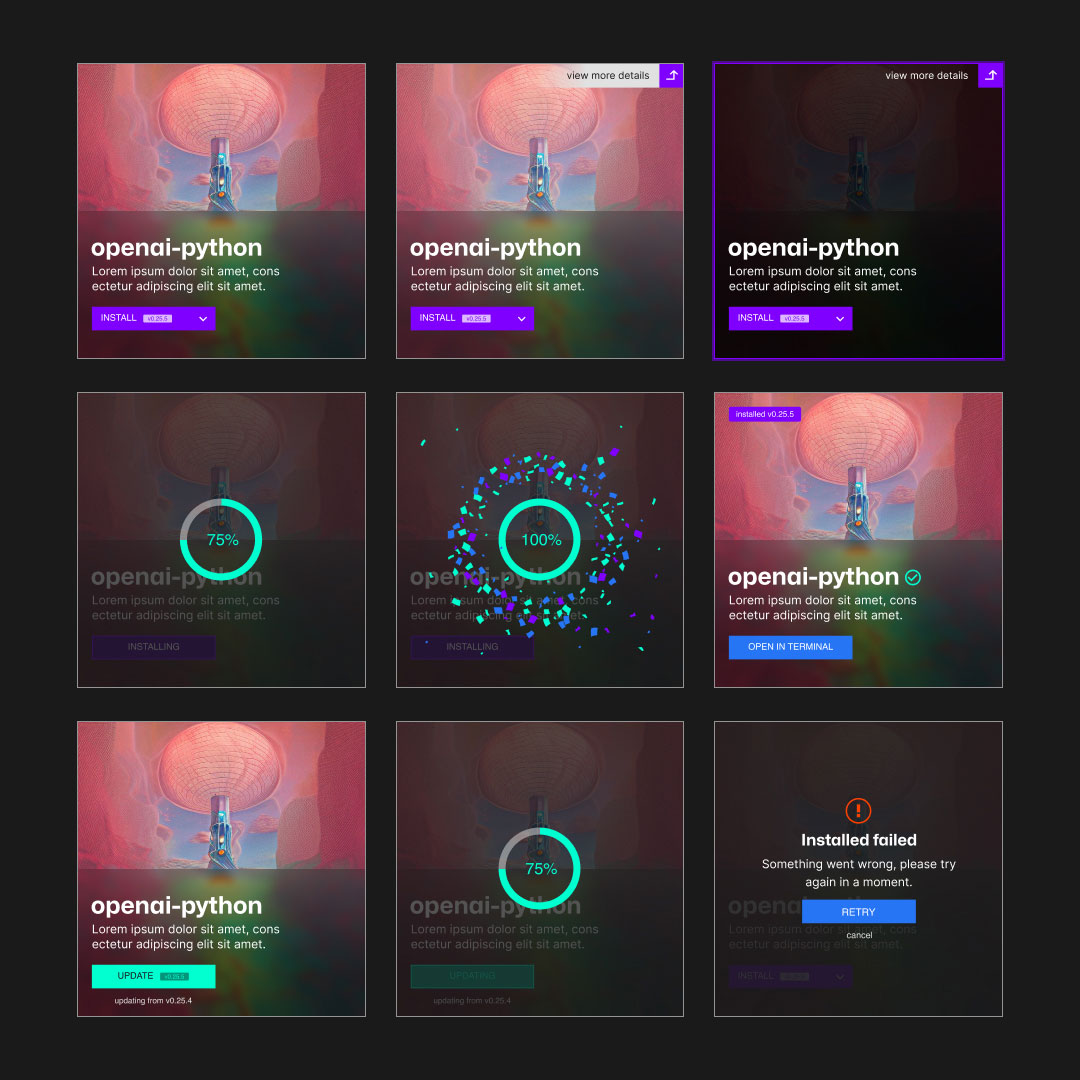 openai-python
Lorem ipsum dolor sit amet, cons
ectetur adipiscing elit sit amet.
INSTALL v0.25.5
view more details
openai-python
Lorem ipsum dolor sit amet, cons
ectetur adipiscing elit sit amet.
INSTALL v0.25.5
view more details
openai-python
Lorem ipsum dolor sit amet, cons
ectetur adipiscing elit sit amet.
INSTALL v0.25.5
75%
openai-python
Lorem ipsum dolor sit amet, cons
ectetur adipiscing elit sit amet.
INSTALLING
100%
openai-python
Lorem ipsum dolor sit amet, cons
ectetur adipiscing elit sit amet.
INSTALLING
installed v0.25.5
openai-python
Lorem ipsum dolor sit amet, cons
ectetur adipiscing elit sit amet.
OPEN IN TERMINAL
openai-python
Lorem ipsum dolor sit amet, cons
ectetur adipiscing elit sit amet.
UPDATE v0.25.5
updating from v0.25.4
75%
openai-python
Lorem ipsum dolor sit amet, cons
ectetur adipiscing elit sit amet.
UPDATING
updating from v0.25.4
Installed failed
Something went wrong, please try
again in a moment.
RETRY
cancel
Lorem ipsum dolor sit amet, cons
ectetur adipiscing elit sit amet.
INSTALL